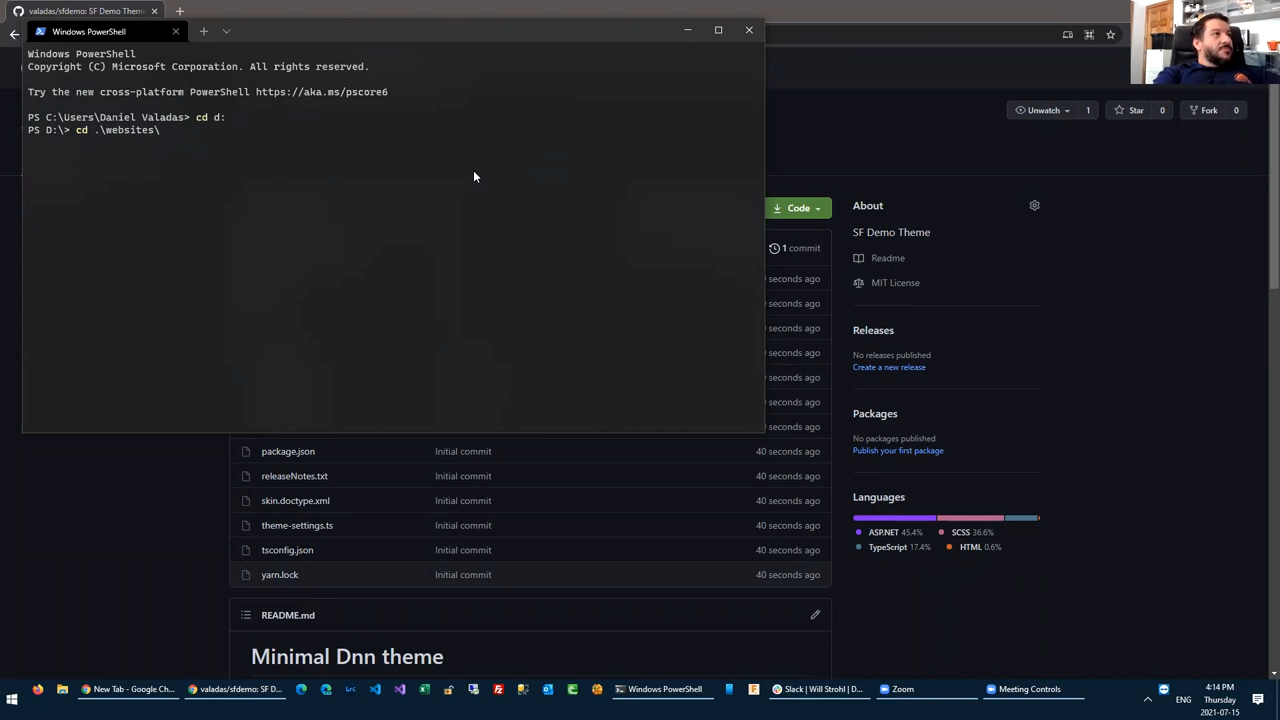 valadas/sfdemo: SF Demo Them
Windows PowerShell
Windows PowerShell
Copyright (C) Microsoft Corporation. All rights reserved.
Try the new cross-platform PowerShell https://aka.ms/pscore6
PS C:\Users\Daniel Valadas> cd d:
PS D:\> cd .\websites\
Unwatch 1
Star 0
Fork 0
Code
1 commit
seconds ago
seconds ago
seconds ago
seconds ago
seconds ago
seconds ago
seconds ago
package.json Initial commit 40 seconds ago
releaseNotes.txt Initial commit 40 seconds ago
skin.doctype.xml Initial commit 40 seconds ago
theme-settings.ts Initial commit 40 seconds ago
tsconfig.json Initial commit 40 seconds ago
yarn.lock Initial commit 40 seconds ago
README.md
Minimal Dnn theme
About
SF Demo Theme
Readme
MIT License
Releases
No releases published
Create a new release
Packages
No packages published
Publish your first package
Languages
ASP.NET 45.4% SCSS 36.6%
TypeScript 17.4% HTML 0.6%
New Tab - Google Ch...
valadas/sfdemo: SF D...
Lrc
Windows PowerShell
Slack | Will Strohl | D...
Zoom
Meeting Controls
ENG
4:14 PM
Thursday
2021-07-15